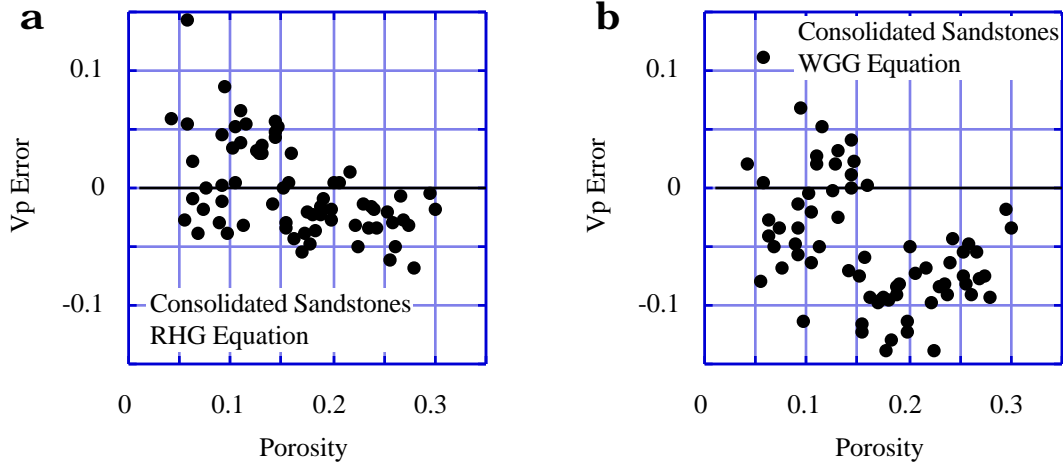 a
0.1
0
-0.1
Vp Error
Consolidated Sandstones
RHG Equation
0 0.1 0.2 0.3
Porosity
b
0.1
0
-0.1
Vp Error
Consolidated Sandstones
WGG Equation
0 0.1 0.2 0.3
Porosity